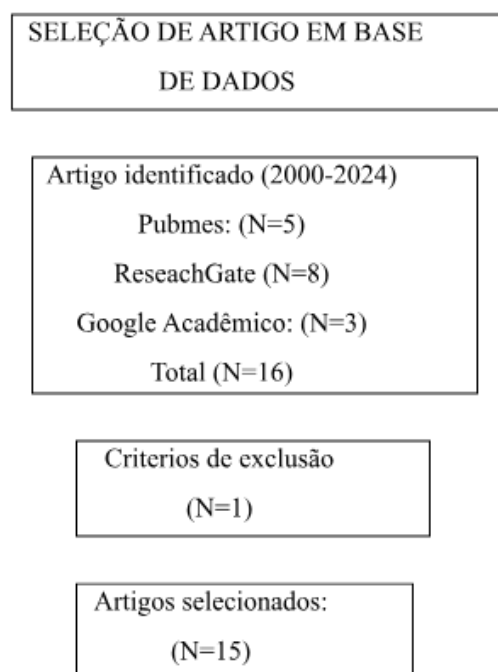 SELEÇÃO DE ARTIGO EM BASE
DE DADOS
Artigo identificado (2000-2024)
Pubmes: (N=5)
ReseachGate (N=8)
Google Acadêmico: (N=3)
Total (N=16)
Criterios de exclusão
(N=1)
Artigos selecionados:
(N=15)